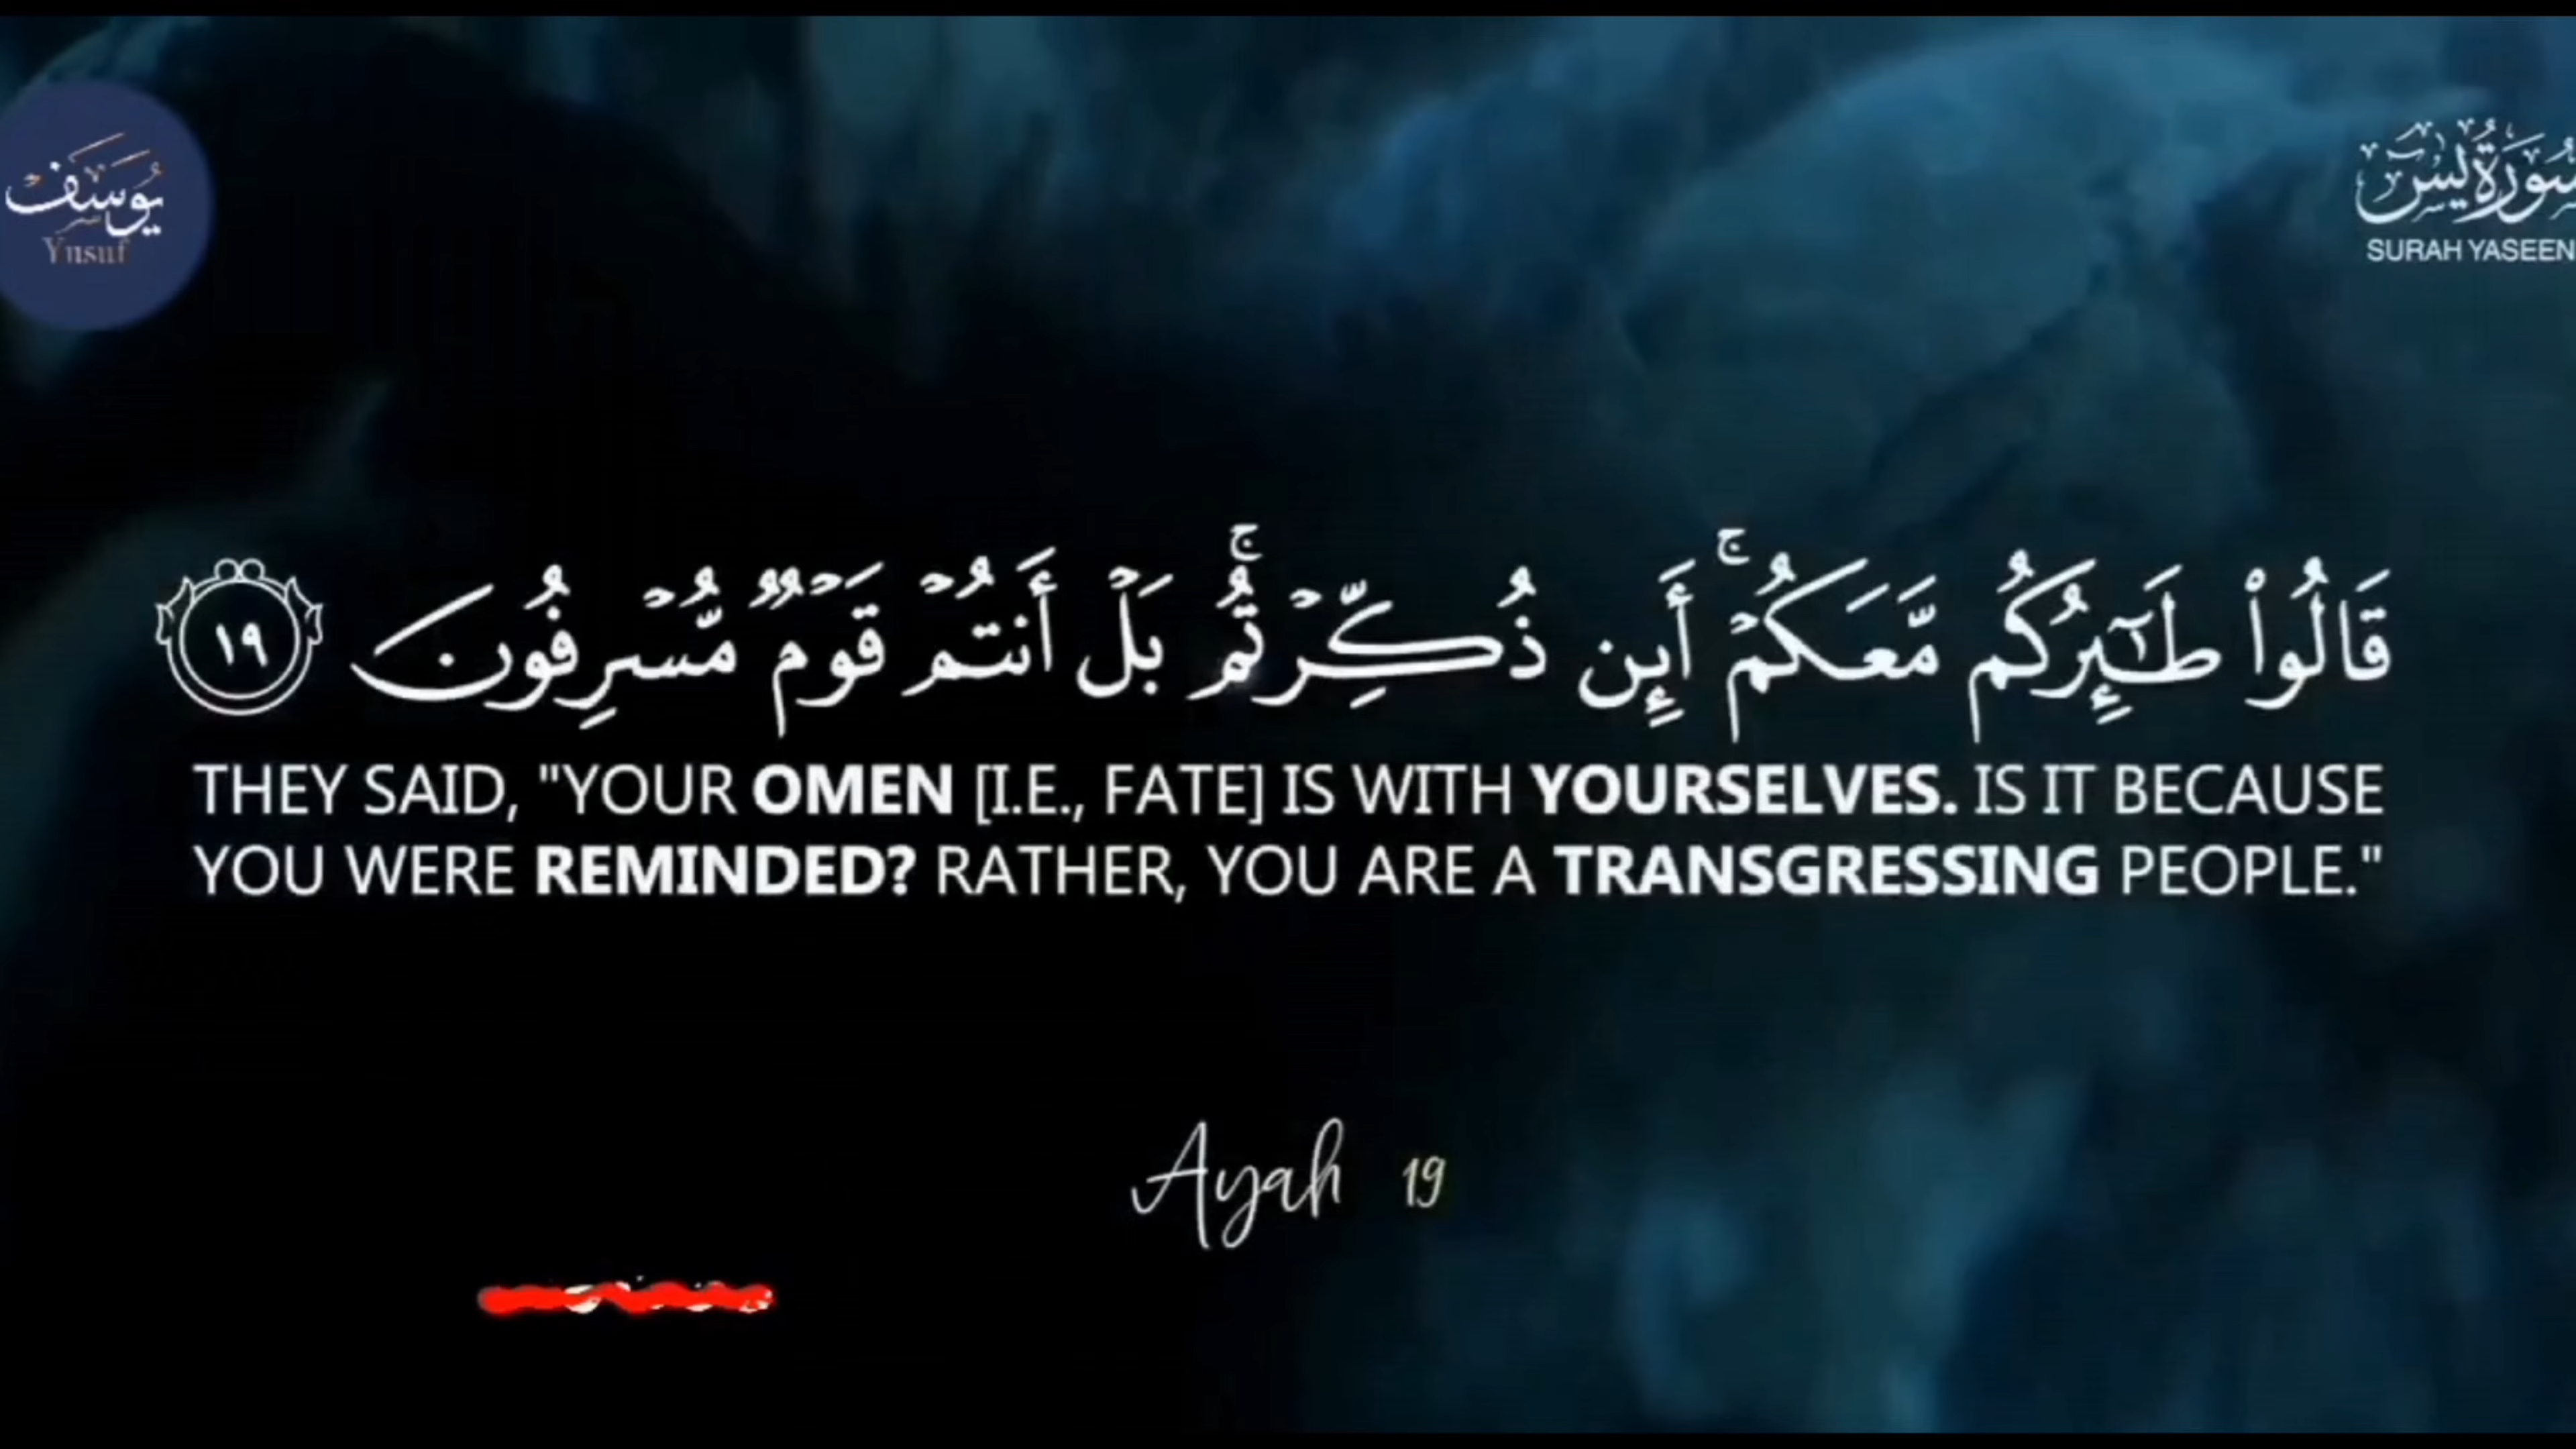 يُوسَف
Yusuf
سُورَةُ يسٓ
SURAH YASEEN
قَالُوا۟ طَـٰٓئِرُكُم مَّعَكُمْ ۚ أَئِن ذُكِّرْتُم ۚ بَلْ أَنتُمْ قَوْمٌ مُّسْرِفُونَ ١٩
THEY SAID, "YOUR OMEN [I.E., FATE] IS WITH YOURSELVES. IS IT BECAUSE
YOU WERE REMINDED? RATHER, YOU ARE A TRANSGRESSING PEOPLE."
Ayah 19